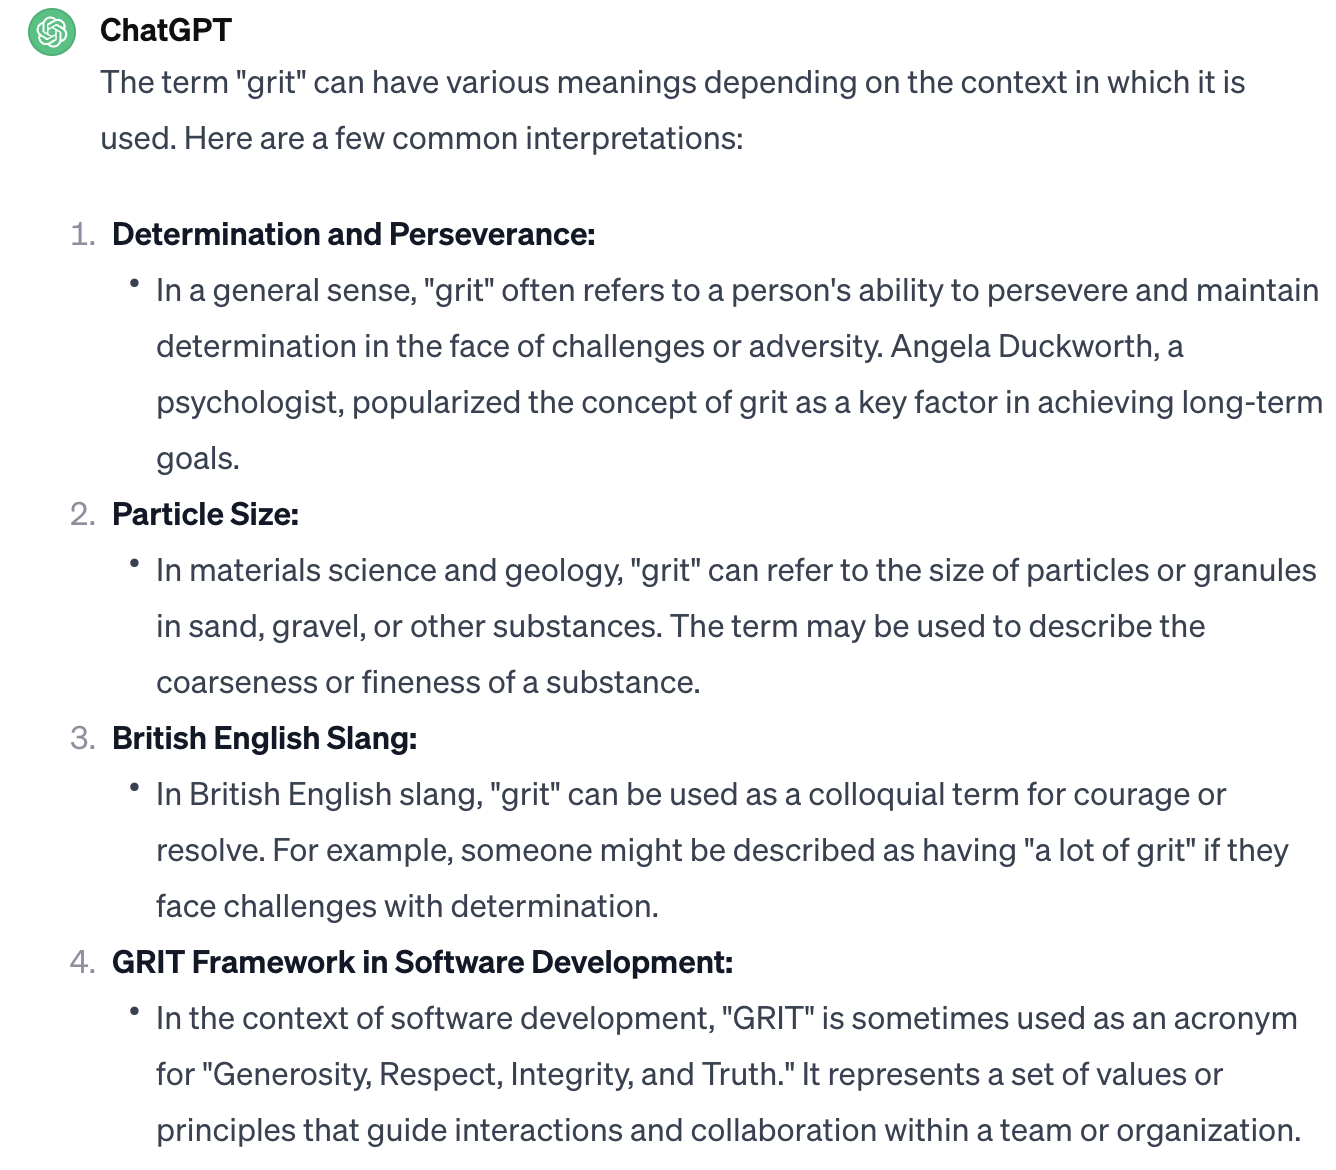 ChatGPT
The term "grit" can have various meanings depending on the context in which it is
used. Here are a few common interpretations:
1. Determination and Perseverance:
• In a general sense, "grit" often refers to a person's ability to persevere and maintain
determination in the face of challenges or adversity. Angela Duckworth, a
psychologist, popularized the concept of grit as a key factor in achieving long-term
goals.
2. Particle Size:
• In materials science and geology, "grit" can refer to the size of particles or granules
in sand, gravel, or other substances. The term may be used to describe the
coarseness or fineness of a substance.
3. British English Slang:
• In British English slang, "grit" can be used as a colloquial term for courage or
resolve. For example, someone might be described as having "a lot of grit" if they
face challenges with determination.
4. GRIT Framework in Software Development:
• In the context of software development, "GRIT" is sometimes used as an acronym
for "Generosity, Respect, Integrity, and Truth." It represents a set of values or
principles that guide interactions and collaboration within a team or organization.